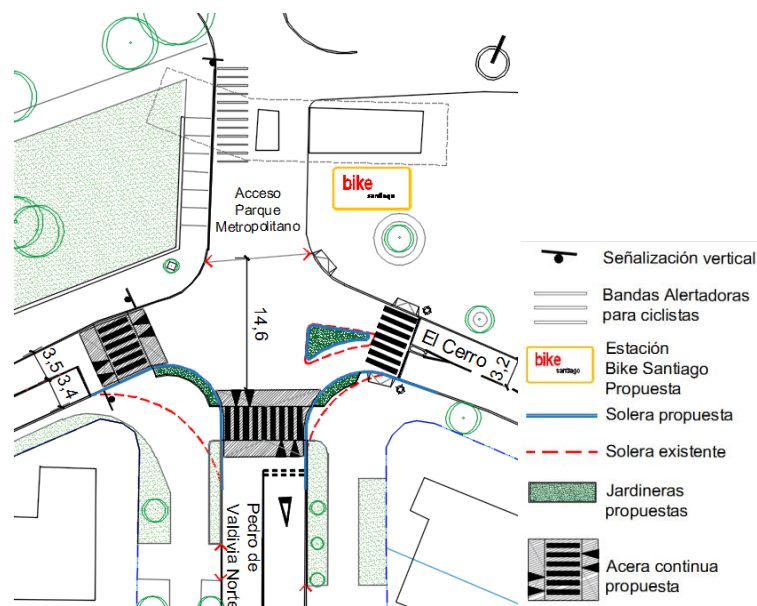 bike
santiago
Acceso
Parque
Metropolitano
14,6
3,5
3.4
El Cerro
3.2
Pedro de
Valdivia Norte
Señalización vertical
Bandas Alertadoras
para ciclistas
bike
santiago
Estación
Bike Santiago
Propuesta
Solera propuesta
Solera existente
Jardineras
propuestas
Acera continua
propuesta